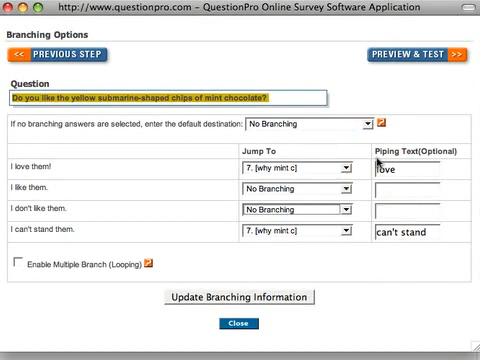 http://www.questionpro.com – QuestionPro Online Survey Software Application
Branching Options
<< PREVIOUS STEP
PREVIEW & TEST >>
Question
Do you like the yellow submarine-shaped chips of mint chocolate?
If no branching answers are selected, enter the default destination: No Branching
Jump To Piping Text(Optional)
I love them! 7. [why mint c] love
I like them. No Branching
I don't like them. No Branching
I can't stand them. 7. [why mint c] can't stand
Enable Multiple Branch (Looping)
Update Branching Information
Close